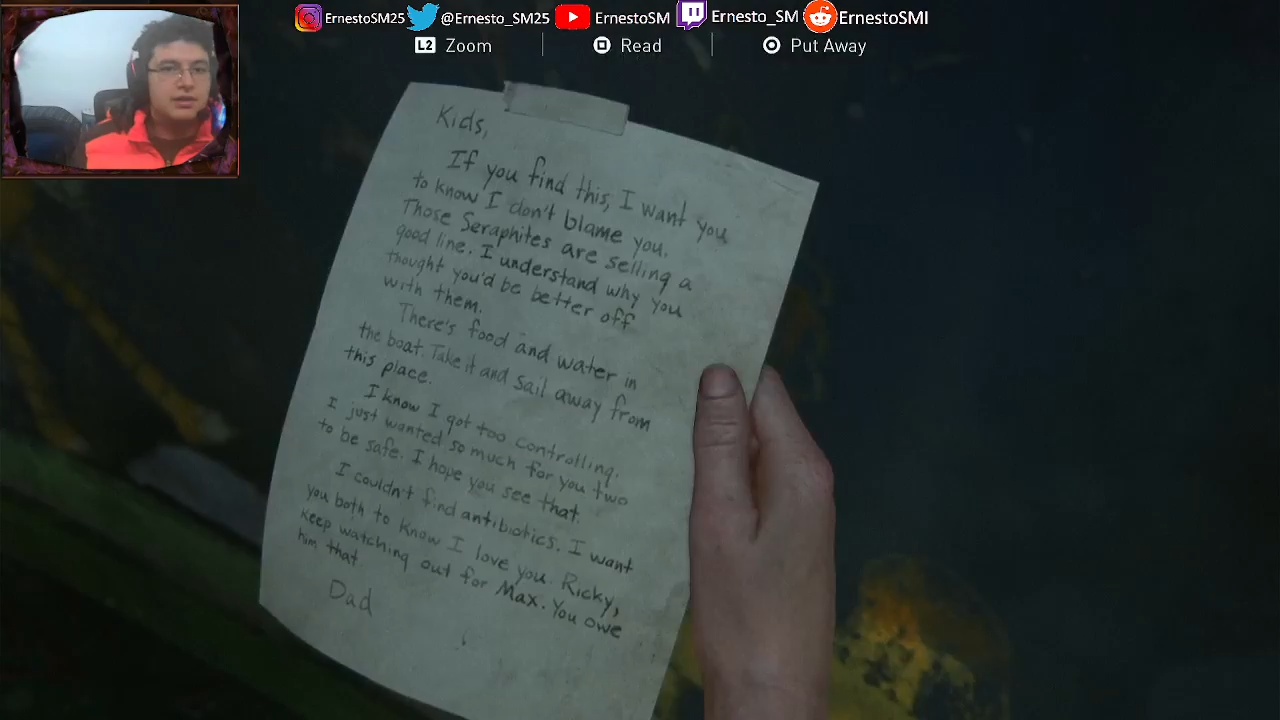 ErnestoSM25 @Ernesto_SM25 ErnestoSM Ernesto_SM ErnestoSMI
L2 Zoom Read Put Away
Kids,
If you find this, I want you
to know I don't blame you.
Those Seraphites are selling a
good line. I understand why you
thought you'd be better off
with them.
There's food and water in
the boat. Take it and sail away from
this place.
I know I got too controlling.
I just wanted so much for you two
to be safe. I hope you see that.
I couldn't find antibiotics. I want
you both to know I love you. Ricky,
keep watching out for Max. You owe
him that.
Dad